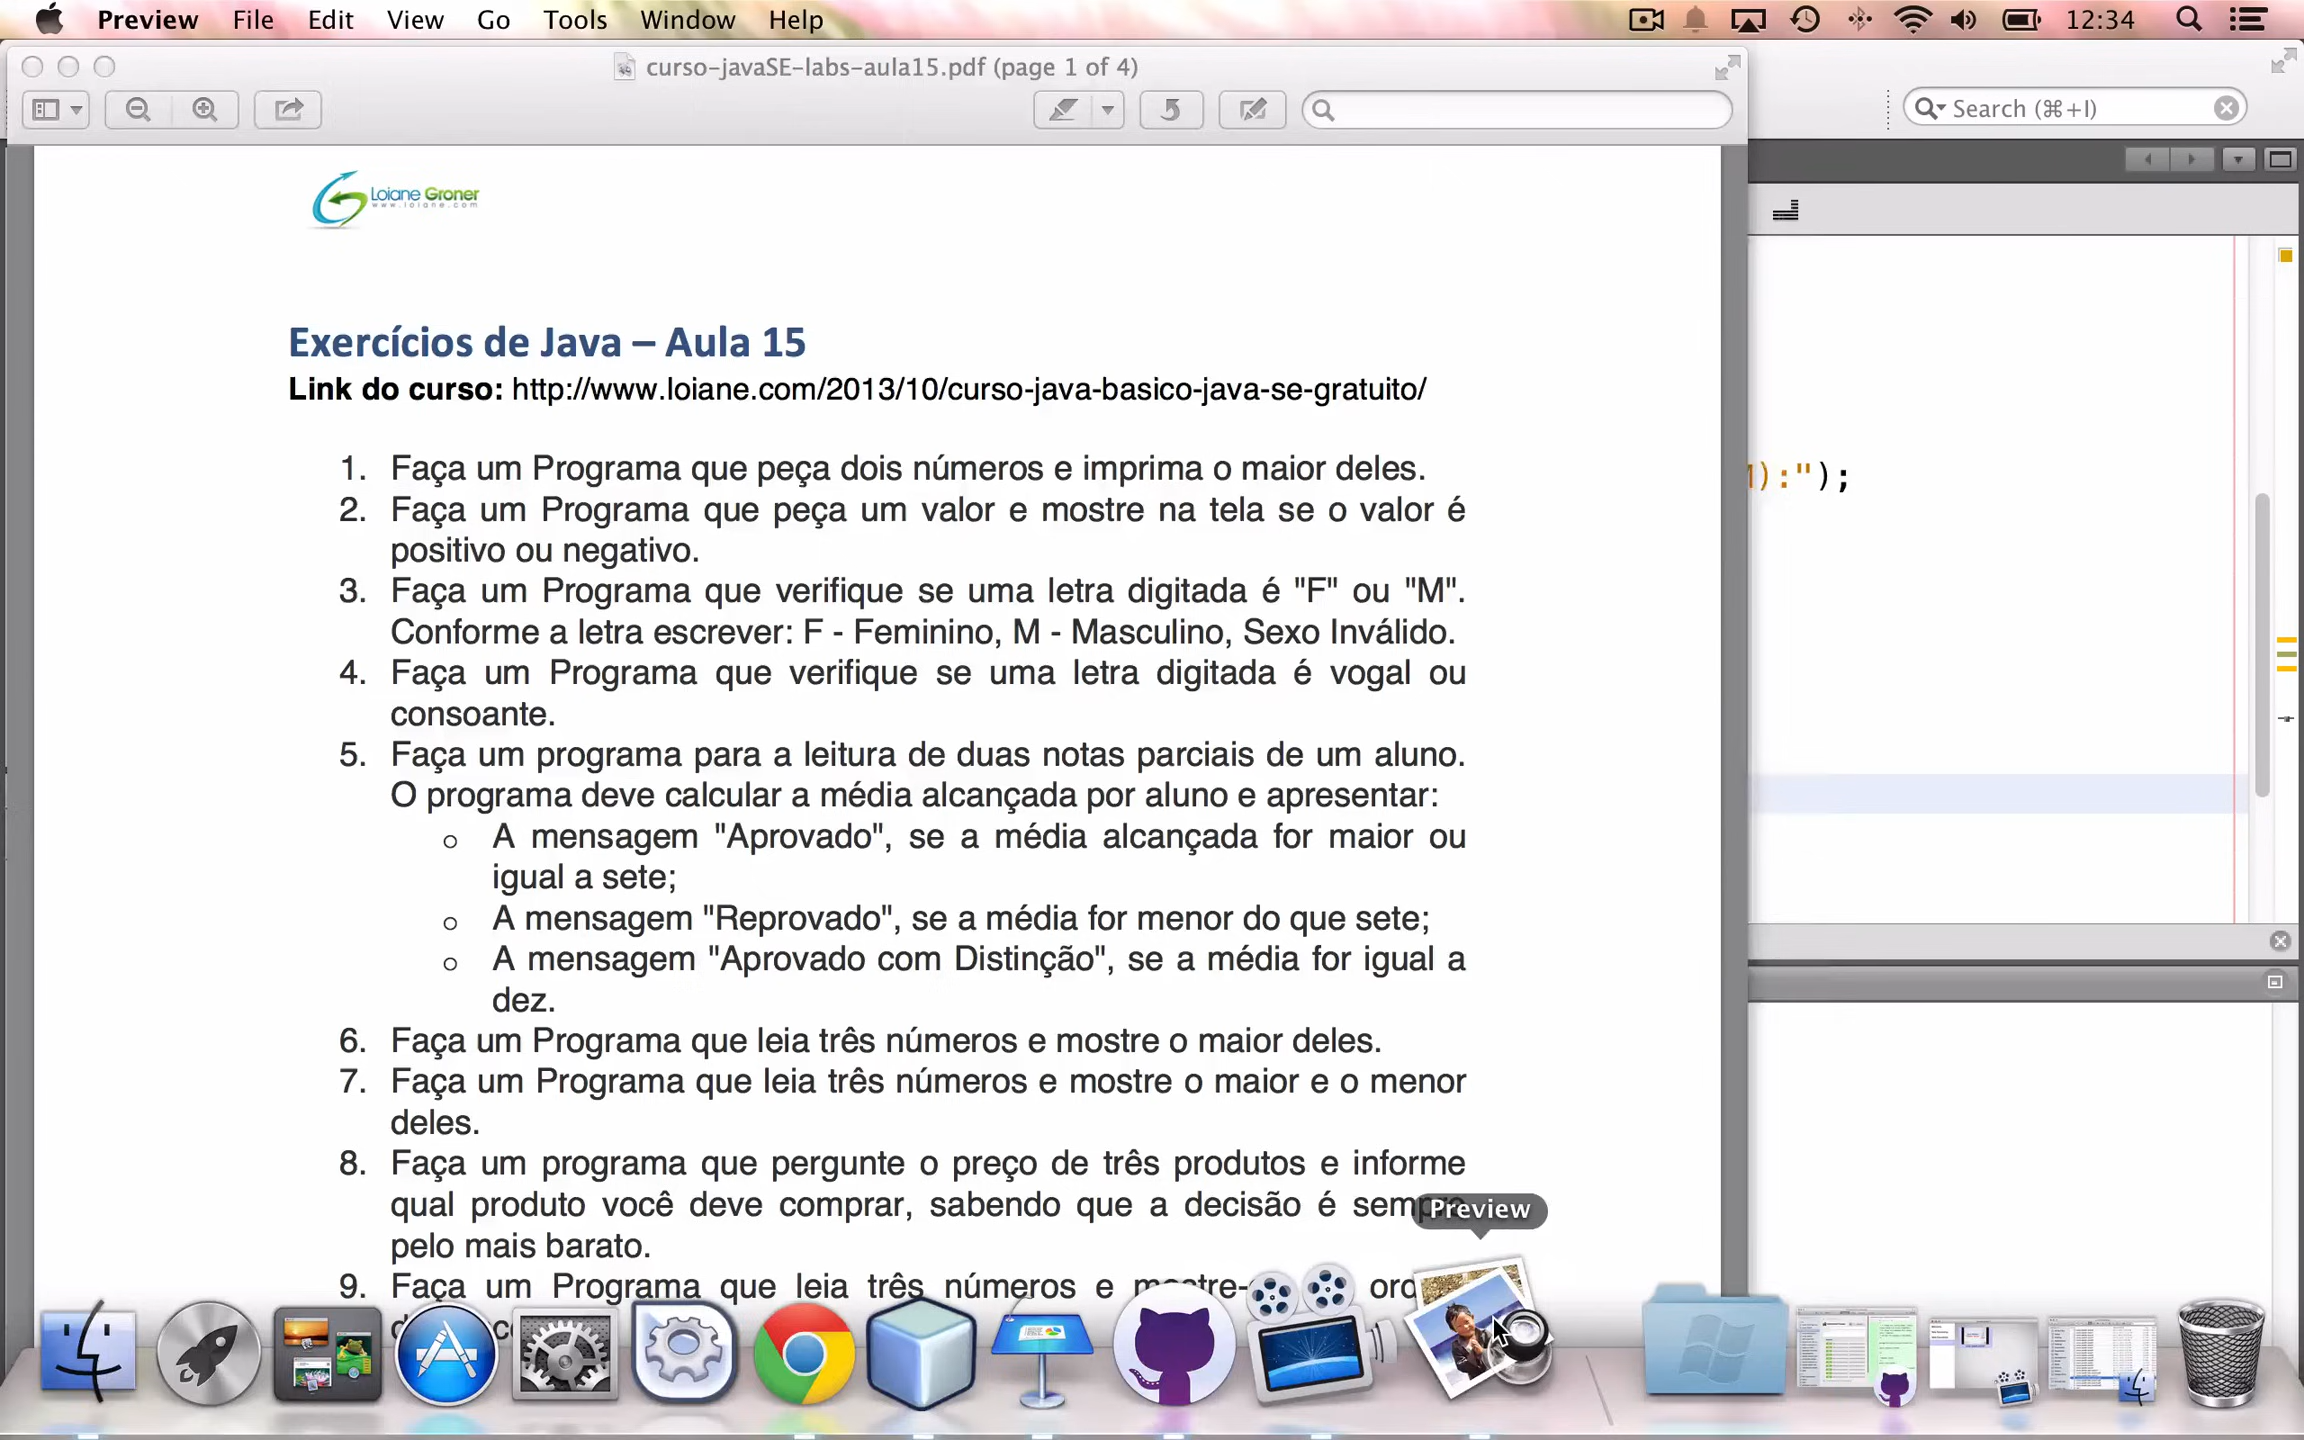 Preview File Edit View Go Tools Window Help 12:34
curso-javaSE-labs-aula15.pdf (page 1 of 4)
Search (⌘+I)
Loiane Groner
www.loiane.com
Exercícios de Java – Aula 15
Link do curso: http://www.loiane.com/2013/10/curso-java-basico-java-se-gratuito/
1. Faça um Programa que peça dois números e imprima o maior deles.
2. Faça um Programa que peça um valor e mostre na tela se o valor é
positivo ou negativo.
):");
3. Faça um Programa que verifique se uma letra digitada é "F" ou "M".
Conforme a letra escrever: F - Feminino, M - Masculino, Sexo Inválido.
4. Faça um Programa que verifique se uma letra digitada é vogal ou
consoante.
5. Faça um programa para a leitura de duas notas parciais de um aluno.
O programa deve calcular a média alcançada por aluno e apresentar:
o A mensagem "Aprovado", se a média alcançada for maior ou
igual a sete;
o A mensagem "Reprovado", se a média for menor do que sete;
o A mensagem "Aprovado com Distinção", se a média for igual a
dez.
6. Faça um Programa que leia três números e mostre o maior deles.
7. Faça um Programa que leia três números e mostre o maior e o menor
deles.
8. Faça um programa que pergunte o preço de três produtos e informe
qual produto você deve comprar, sabendo que a decisão é
pelo mais barato.
Preview
9. Faça um Programa que leia três números e